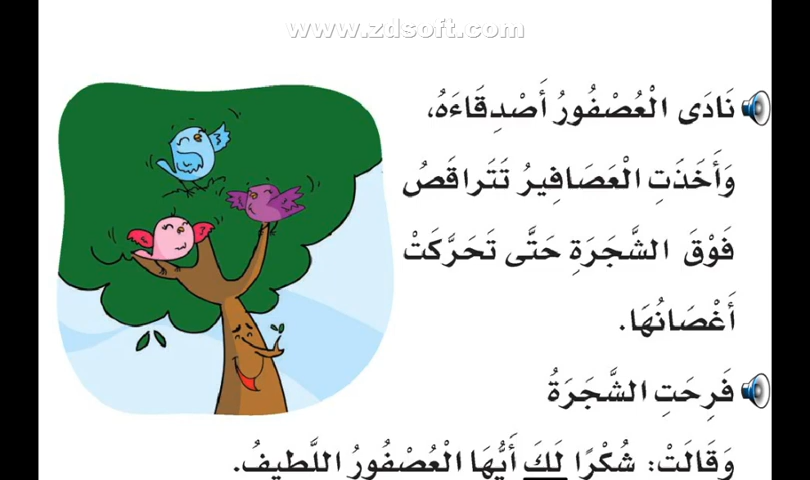 www.zdsoft.com
نَادَى الْعُصْفُورُ أَصْدِقَاءَهُ،
وَأَخَذَتِ الْعَصَافِيرُ تَتَرَاقَصُ
فَوْقَ الشَّجَرَةِ حَتَّى تَحَرَّكَتْ
أَغْصَانُهَا.
فَرِحَتِ الشَّجَرَةُ
وَقَالَتْ: شُكْرًا لَكَ أَيُّهَا الْعُصْفُورُ اللَّطِيفُ.